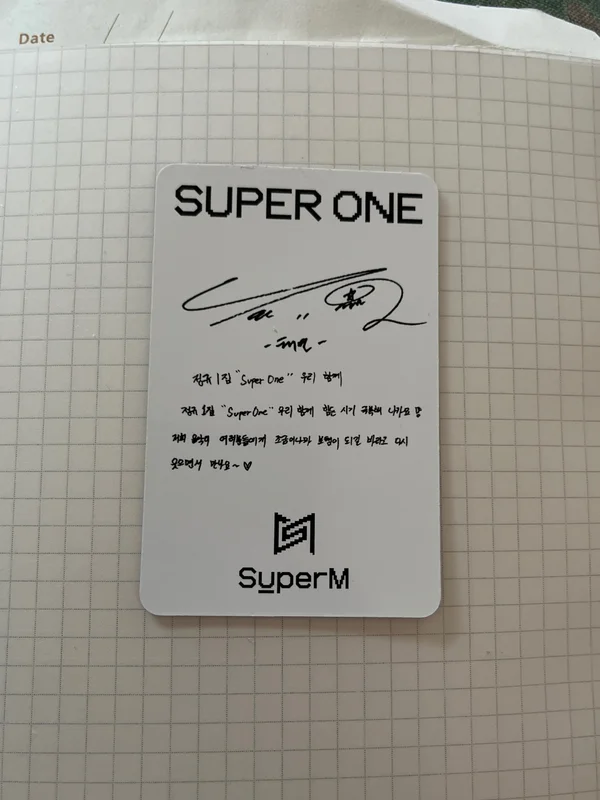 Date / /
SUPER ONE
-태민-
정규 1집 "Super One" 우리 함께
정규 1집 "Super One" 우리 함께 힘든 시기 극복해 나가요
저희 음악이 여러분들에게 조금이나마 보탬이 되길 바라고 다시
웃으면서 만나요~♡
SuperM